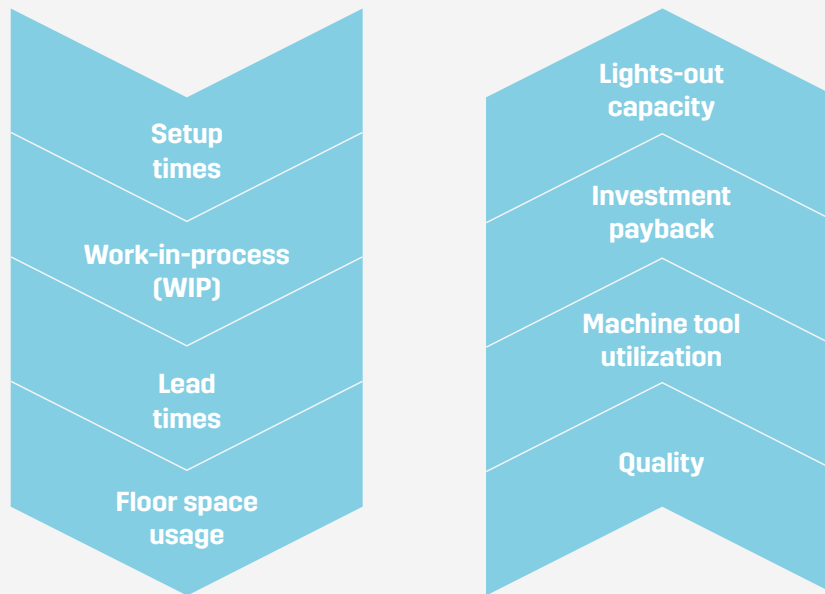 Setup
times
Work-in-process
(WIP)
Lead
times
Floor space
usage
Lights-out
capacity
Investment
payback
Machine tool
utilization
Quality